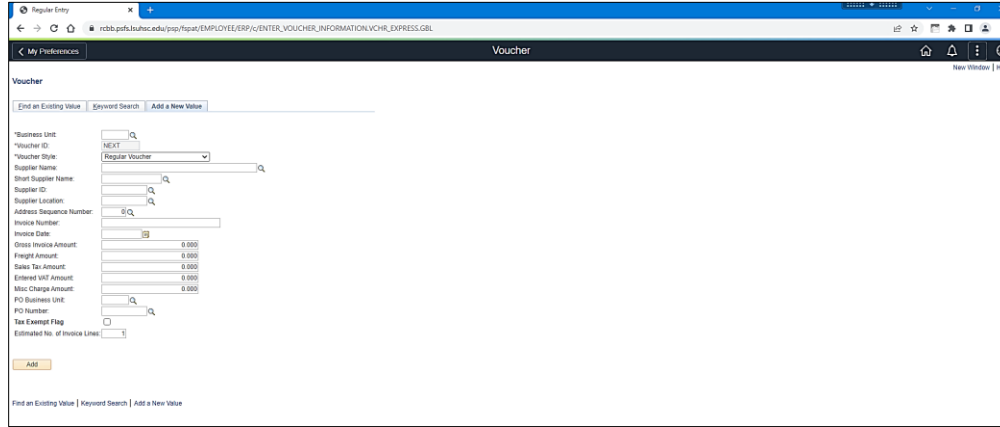 Regular Entry
rcbb.psfs.lsuhsc.edu/psp/fspat/EMPLOYEE/ERP/c/ENTER_VOUCHER_INFORMATION.VCHR_EXPRESS.GBL
My Preferences
Voucher
New Window | H
Voucher
Find an Existing Value Keyword Search Add a New Value
*Business Unit:
*Voucher ID: NEXT
*Voucher Style: Regular Voucher
Supplier Name:
Short Supplier Name:
Supplier ID:
Supplier Location:
Address Sequence Number: 0
Invoice Number:
Invoice Date:
Gross Invoice Amount: 0.000
Freight Amount: 0.000
Sales Tax Amount: 0.000
Entered VAT Amount: 0.000
Misc Charge Amount: 0.000
PO Business Unit:
PO Number:
Tax Exempt Flag
Estimated No. of Invoice Lines: 1
Add
Find an Existing Value | Keyword Search | Add a New Value